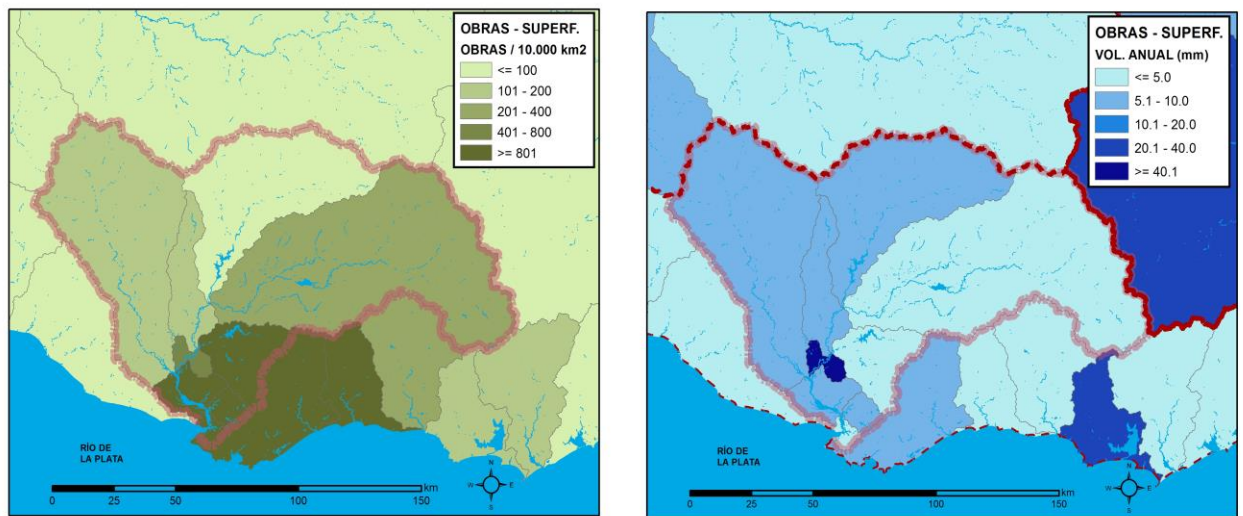 OBRAS - SUPERF.
OBRAS / 10.000 km2
<= 100
101 - 200
201 - 400
401 - 800
>= 801
RÍO DE
LA PLATA
N
W E
S
0 25 50 100 150
km
OBRAS - SUPERF.
VOL. ANUAL (mm)
<= 5.0
5.1 - 10.0
10.1 - 20.0
20.1 - 40.0
>= 40.1
RÍO DE
LA PLATA
N
W E
S
0 25 50 100 150
km